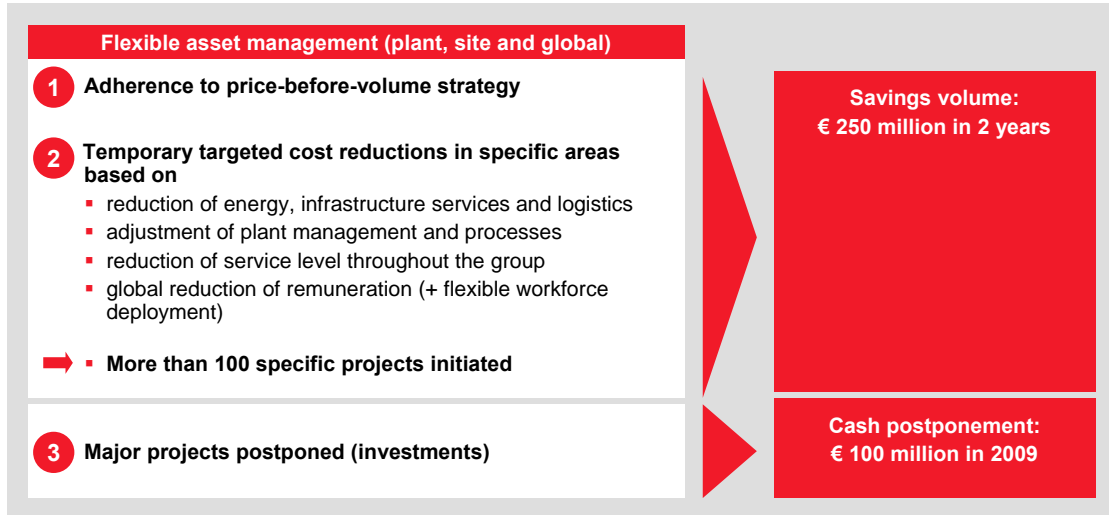 Flexible asset management (plant, site and global)
1 Adherence to price-before-volume strategy
2 Temporary targeted cost reductions in specific areas
based on
▪ reduction of energy, infrastructure services and logistics
▪ adjustment of plant management and processes
▪ reduction of service level throughout the group
▪ global reduction of remuneration (+ flexible workforce
deployment)
▪ More than 100 specific projects initiated
Savings volume:
€ 250 million in 2 years
3 Major projects postponed (investments)
Cash postponement:
€ 100 million in 2009